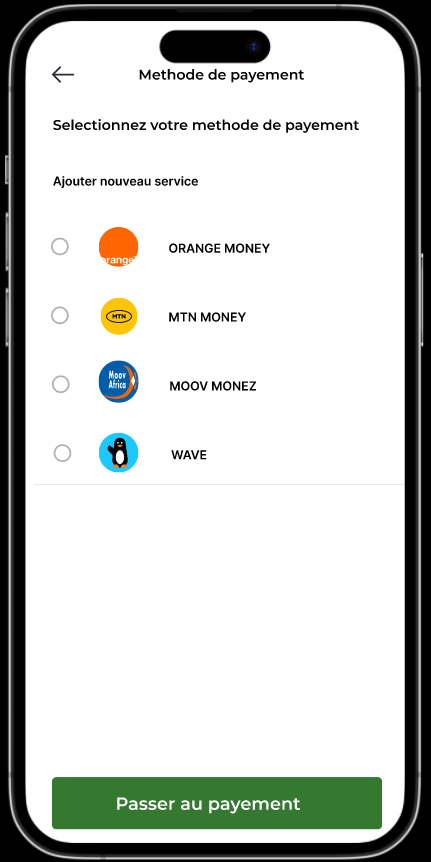 Methode de payement
Selectionnez votre methode de payement
Ajouter nouveau service
orange
ORANGE MONEY
MTN
MTN MONEY
Moov
Africa
MOOV MONEZ
WAVE
Passer au payement